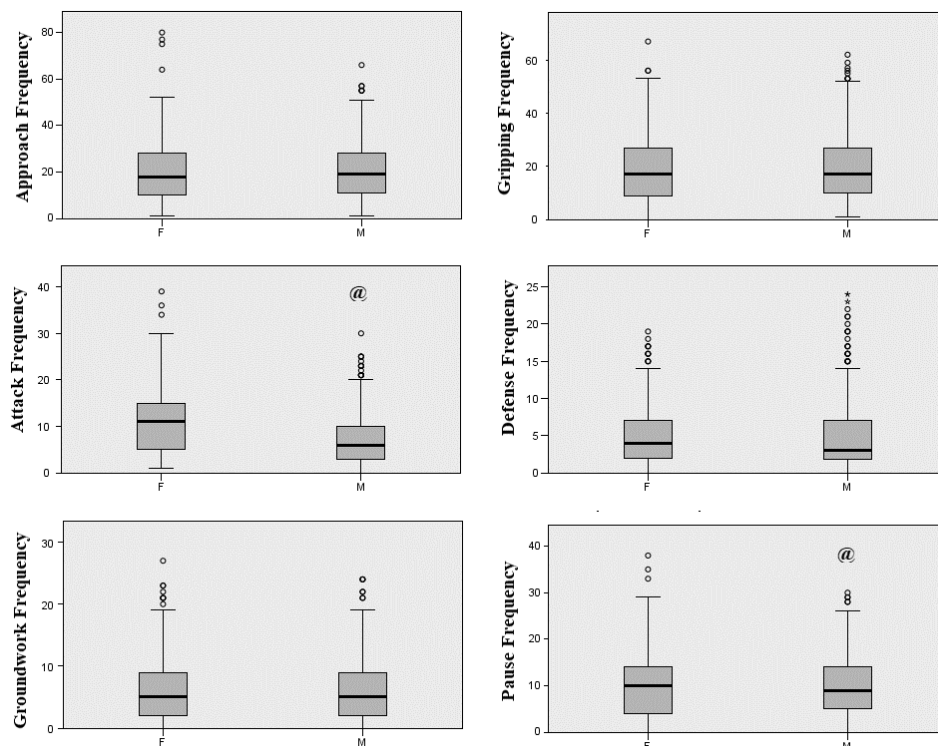 Approach Frequency
80
60
40
20
0
F
M
Gripping Frequency
60
40
20
0
F
M
Attack Frequency
40
30
20
10
0
@
F
M
Defense Frequency
25
20
15
10
5
0
F
M
Groundwork Frequency
30
20
10
0
F
M
Pause Frequency
40
30
20
10
0
@
F
M